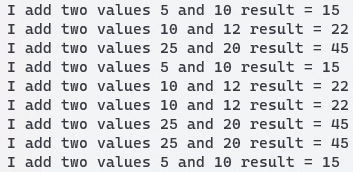 I add two values 5 and 10 result = 15
I add two values 10 and 12 result = 22
I add two values 25 and 20 result = 45
I add two values 5 and 10 result = 15
I add two values 10 and 12 result = 22
I add two values 10 and 12 result = 22
I add two values 25 and 20 result = 45
I add two values 25 and 20 result = 45
I add two values 5 and 10 result = 15